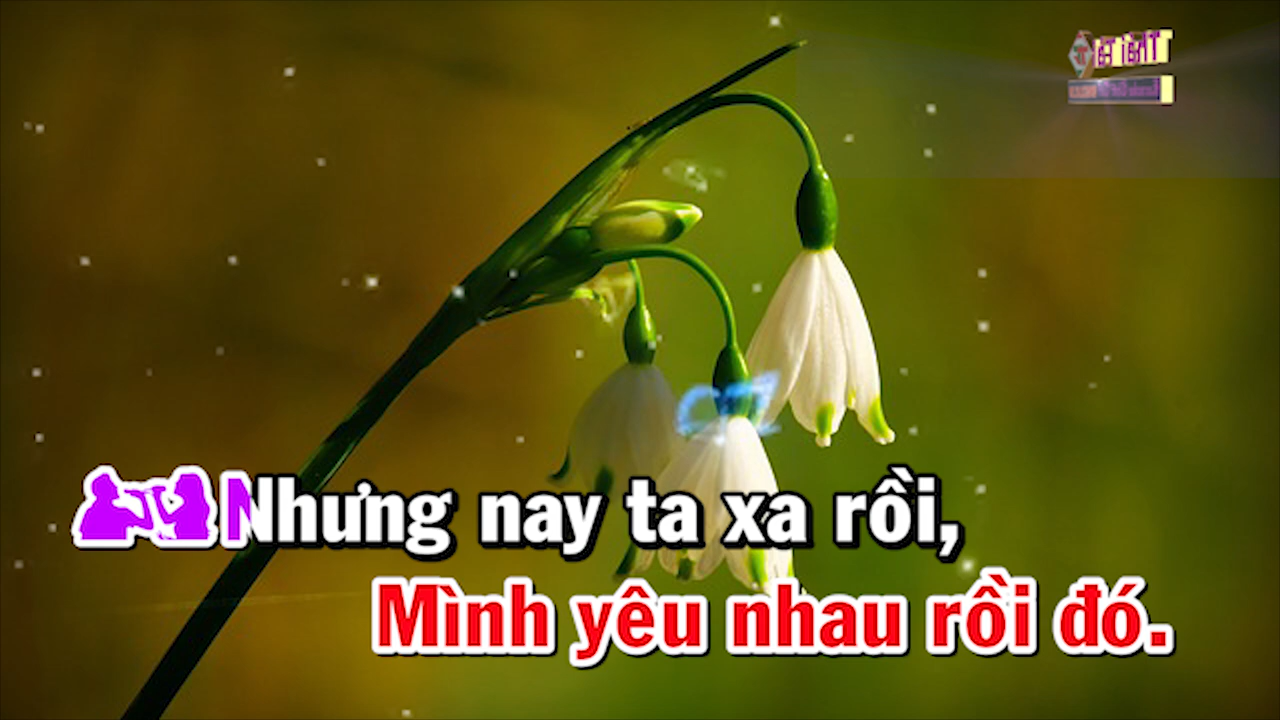 Nhưng nay ta xa rồi,
Mình yêu nhau rồi đó.